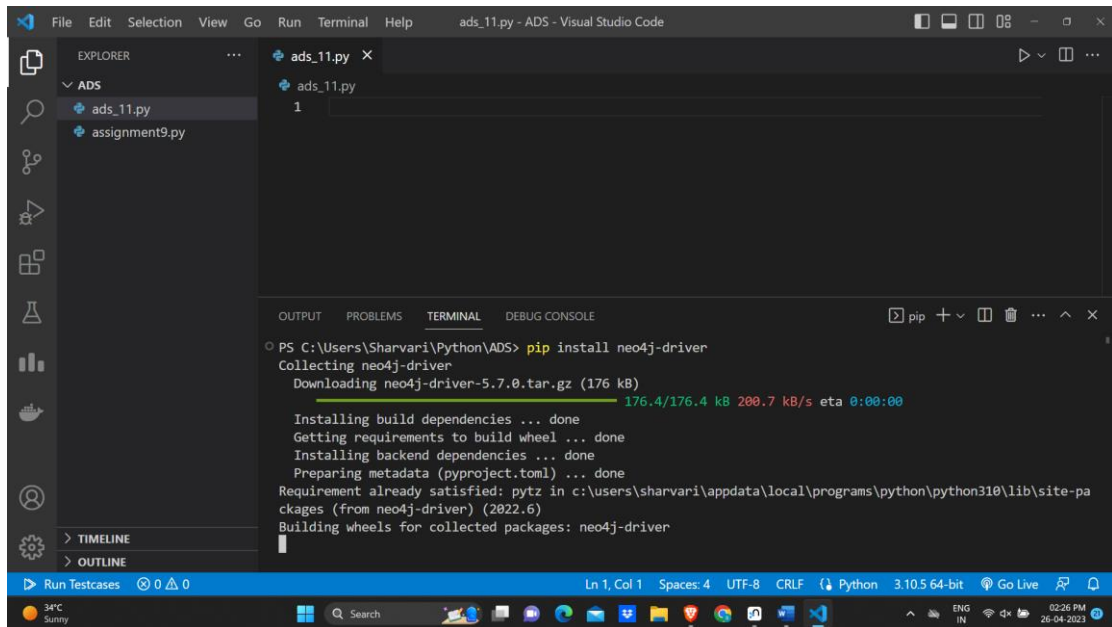 File Edit Selection View Go Run Terminal Help ads_11.py - ADS - Visual Studio Code
EXPLORER
ADS
ads_11.py
assignment9.py
TIMELINE
OUTLINE
ads_11.py
ads_11.py
1
OUTPUT PROBLEMS TERMINAL DEBUG CONSOLE pip
PS C:\Users\Sharvari\Python\ADS> pip install neo4j-driver
Collecting neo4j-driver
Downloading neo4j-driver-5.7.0.tar.gz (176 kB)
176.4/176.4 kB 200.7 kB/s eta 0:00:00
Installing build dependencies ... done
Getting requirements to build wheel ... done
Installing backend dependencies ... done
Preparing metadata (pyproject.toml) ... done
Requirement already satisfied: pytz in c:\users\sharvari\appdata\local\programs\python\python310\lib\site-pa
ckages (from neo4j-driver) (2022.6)
Building wheels for collected packages: neo4j-driver
Run Testcases 0 0 Ln 1, Col 1 Spaces: 4 UTF-8 CRLF Python 3.10.5 64-bit Go Live
34°C
Sunny
Search
ENG
IN
02:26 PM
26-04-2023
21